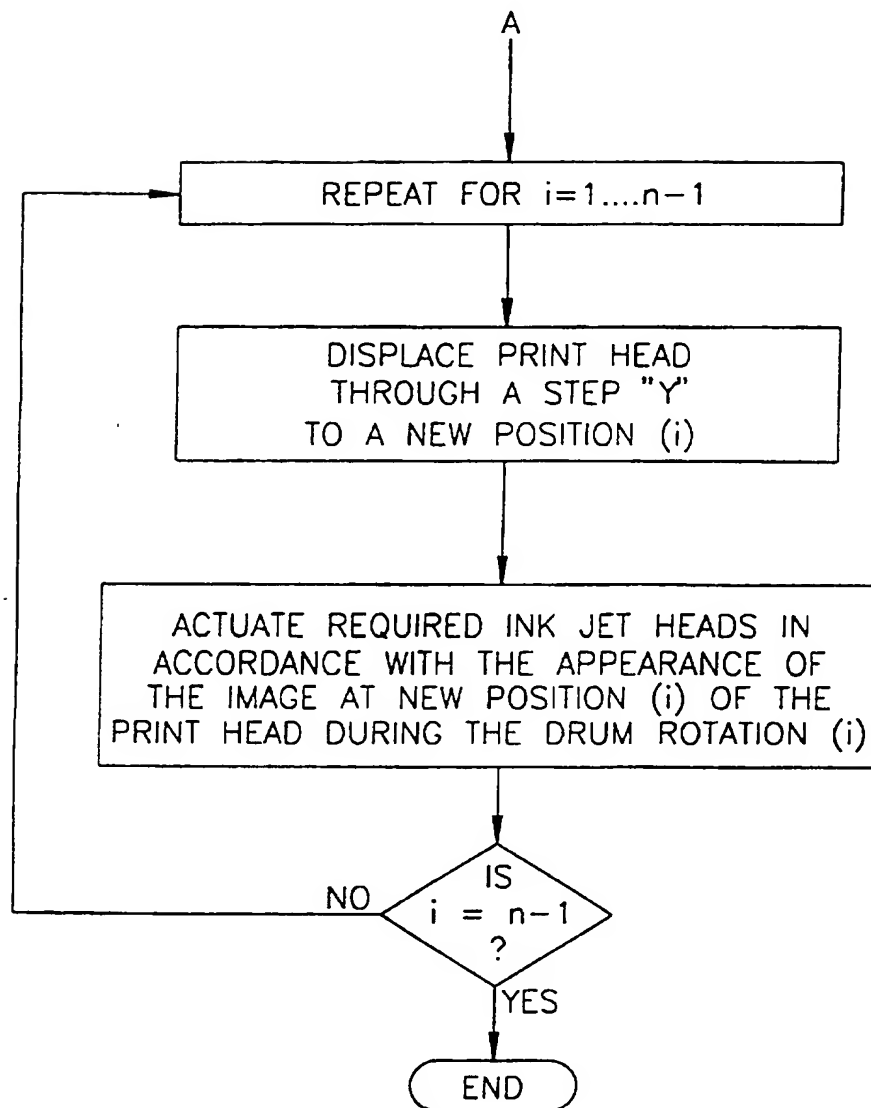 A
REPEAT FOR i=1....n-1
DISPLACE PRINT HEAD
THROUGH A STEP "Y"
TO A NEW POSITION (i)
ACTUATE REQUIRED INK JET HEADS IN
ACCORDANCE WITH THE APPEARANCE OF
THE IMAGE AT NEW POSITION (i) OF THE
PRINT HEAD DURING THE DRUM ROTATION (i)
IS
i = n-1
?
NO
YES
END